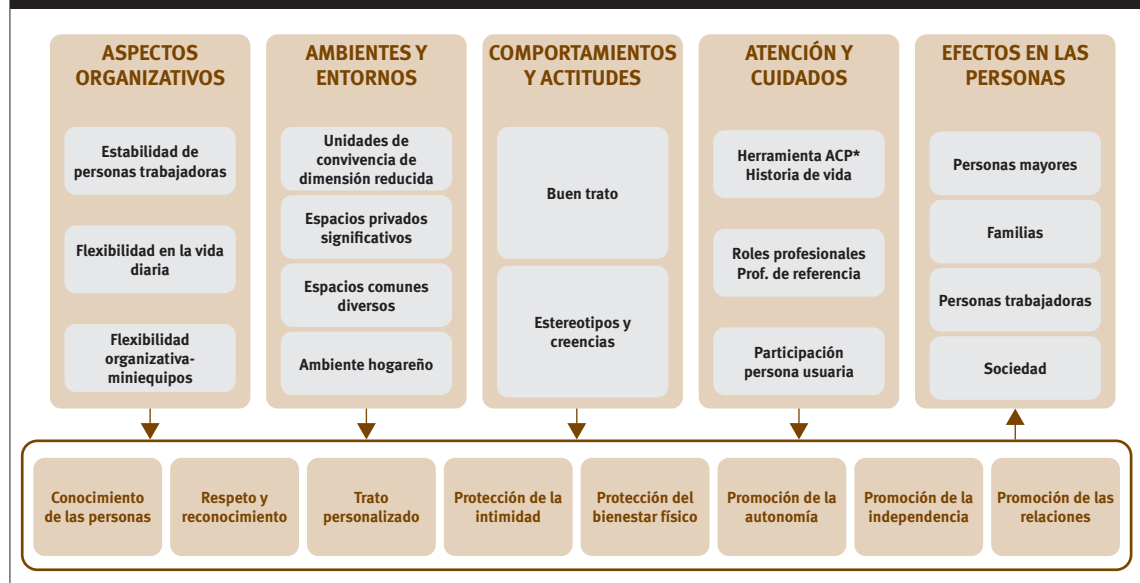 ASPECTOS
ORGANIZATIVOS
Estabilidad de
personas trabajadoras
Flexibilidad en la vida
diaria
Flexibilidad
organizativa-
miniequipos
AMBIENTES Y
ENTORNOS
Unidades de
convivencia de
dimensión reducida
Espacios privados
significativos
Espacios comunes
diversos
Ambiente hogareño
COMPORTAMIENTOS
Y ACTITUDES
Buen trato
Estereotipos y
creencias
ATENCIÓN Y
CUIDADOS
Herramienta ACP*
Historia de vida
Roles profesionales
Prof. de referencia
Participación
persona usuaria
EFECTOS EN LAS
PERSONAS
Personas mayores
Familias
Personas trabajadoras
Sociedad
Conocimiento
de las personas
Respeto y
reconocimiento
Trato
personalizado
Protección de la
intimidad
Protección del
bienestar físico
Promoción de la
autonomía
Promoción de la
independencia
Promoción de las
relaciones